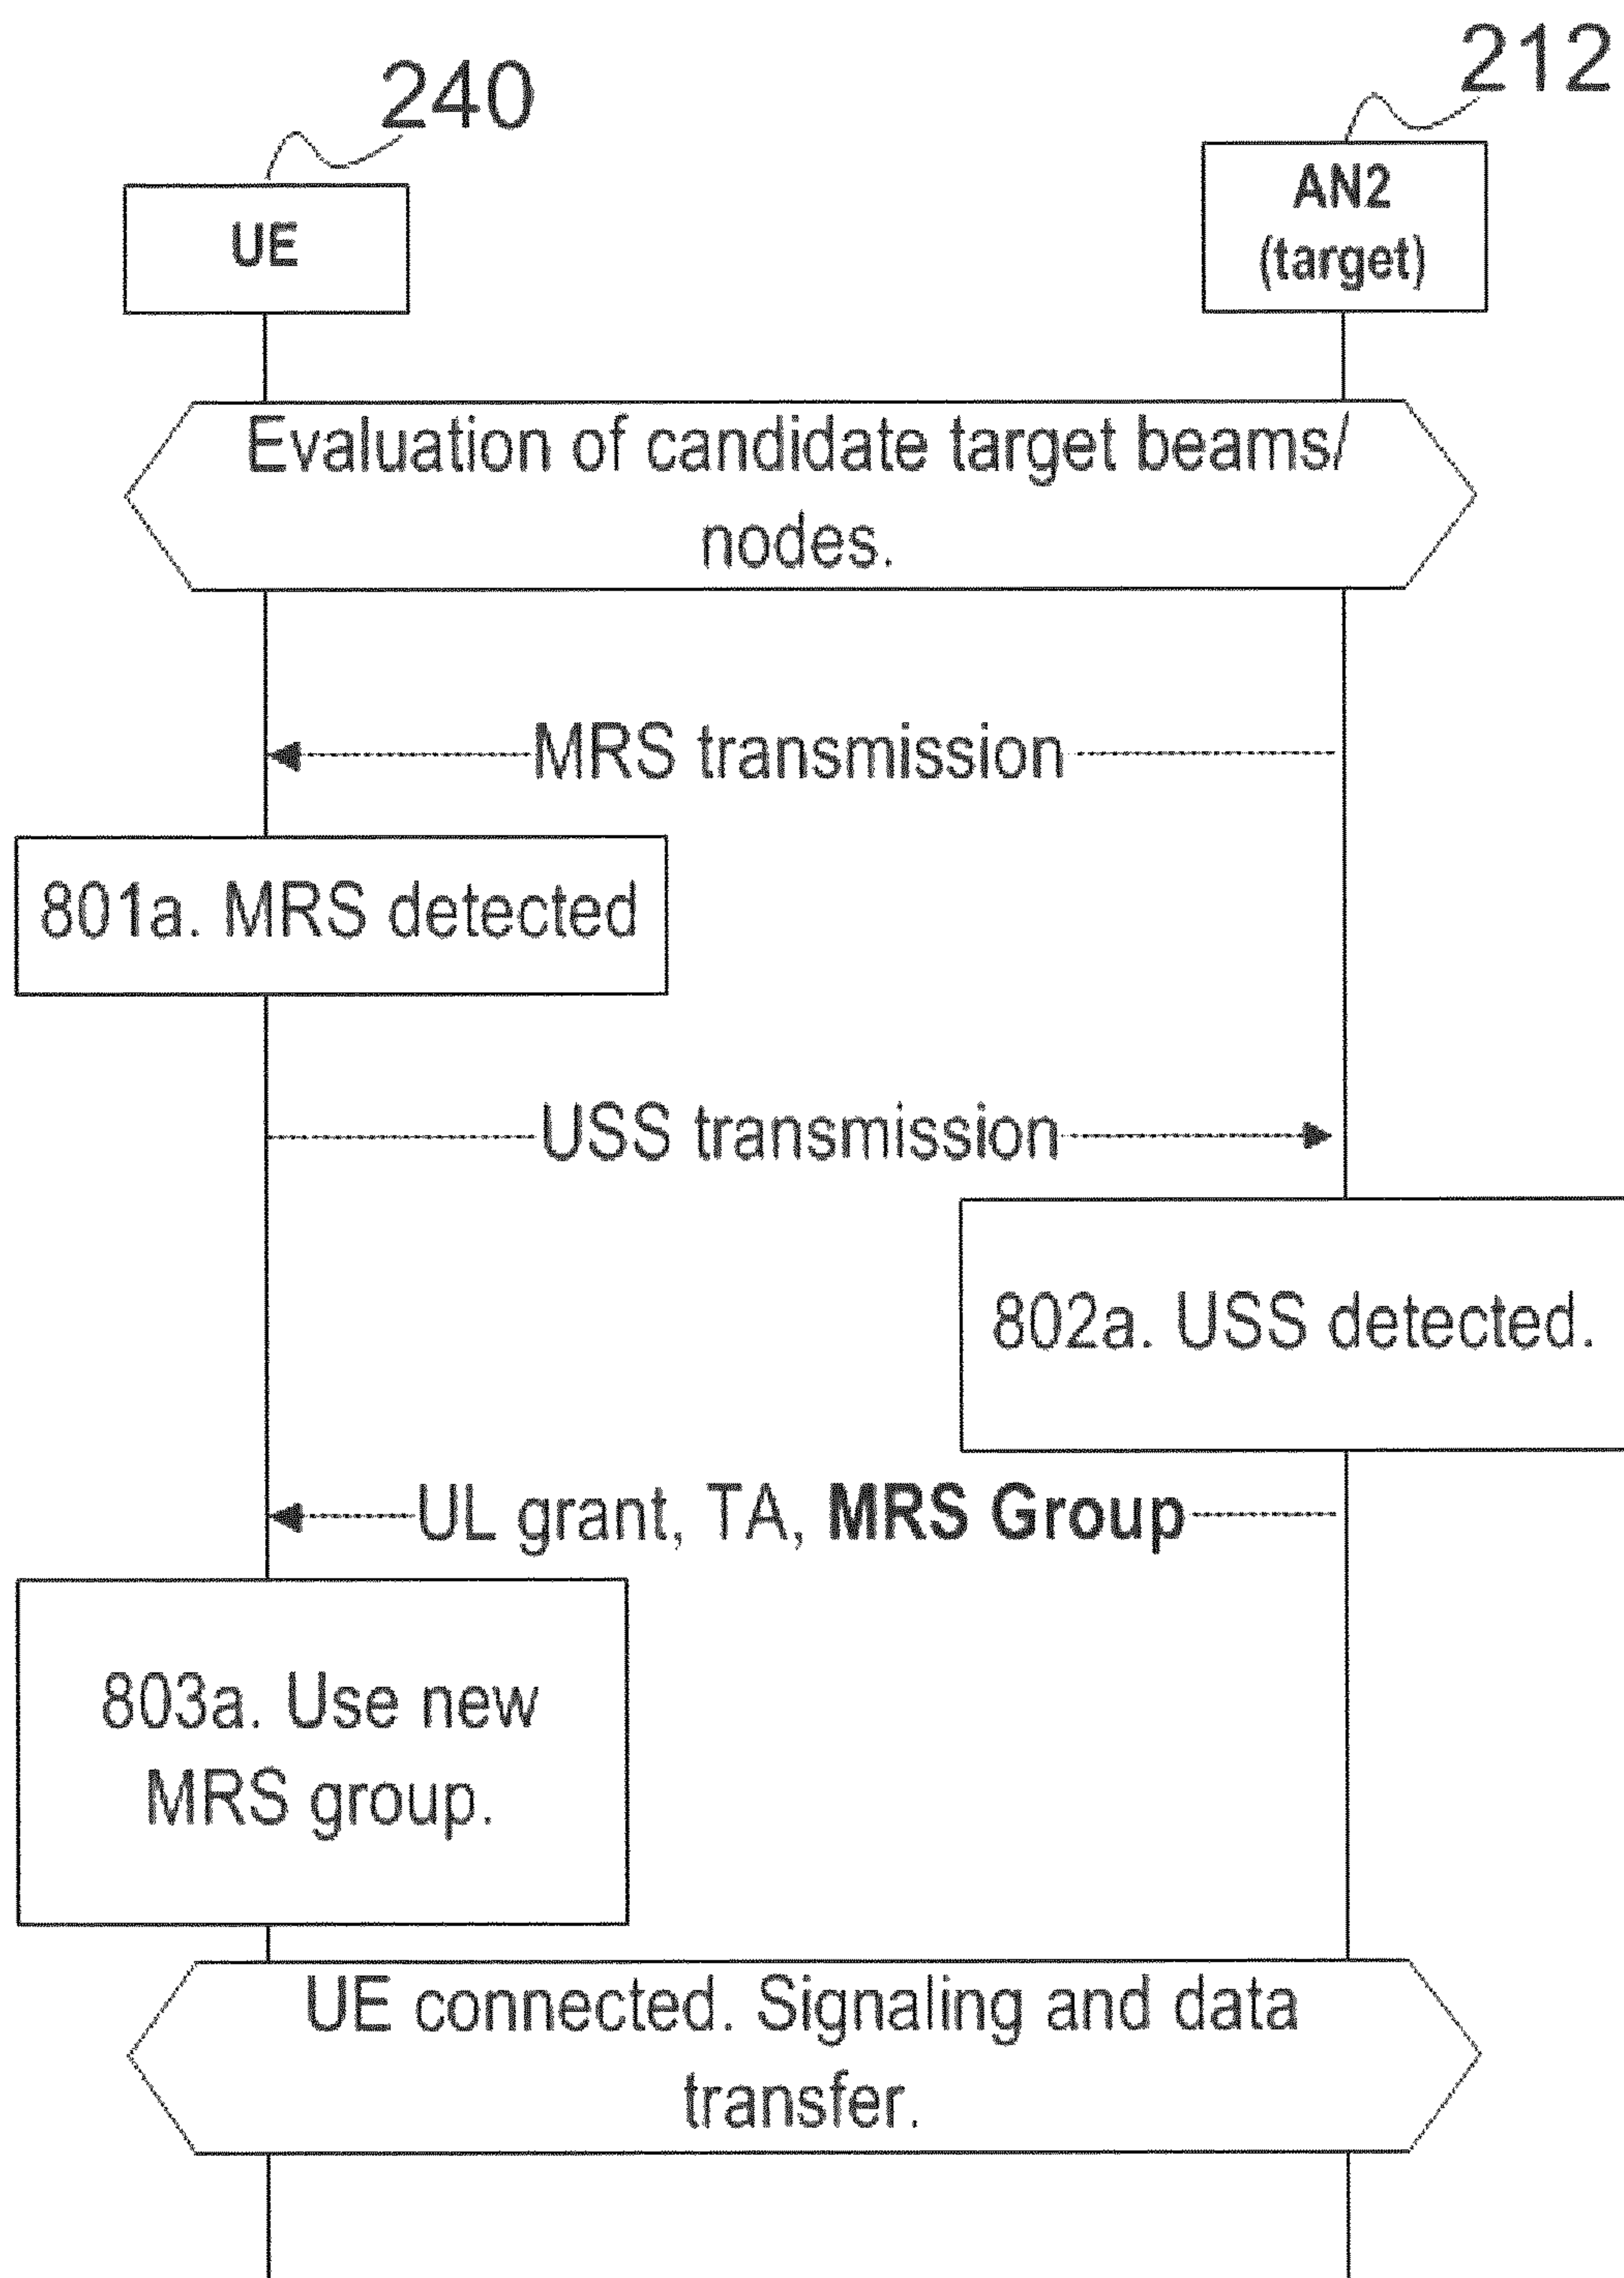 240
212
UE
AN2
(target)
Evaluation of candidate target beams/
nodes.
MRS transmission
801a. MRS detected
USS transmission
802a. USS detected.
UL grant, TA, MRS Group
803a. Use new
MRS group.
UE connected. Signaling and data
transfer.